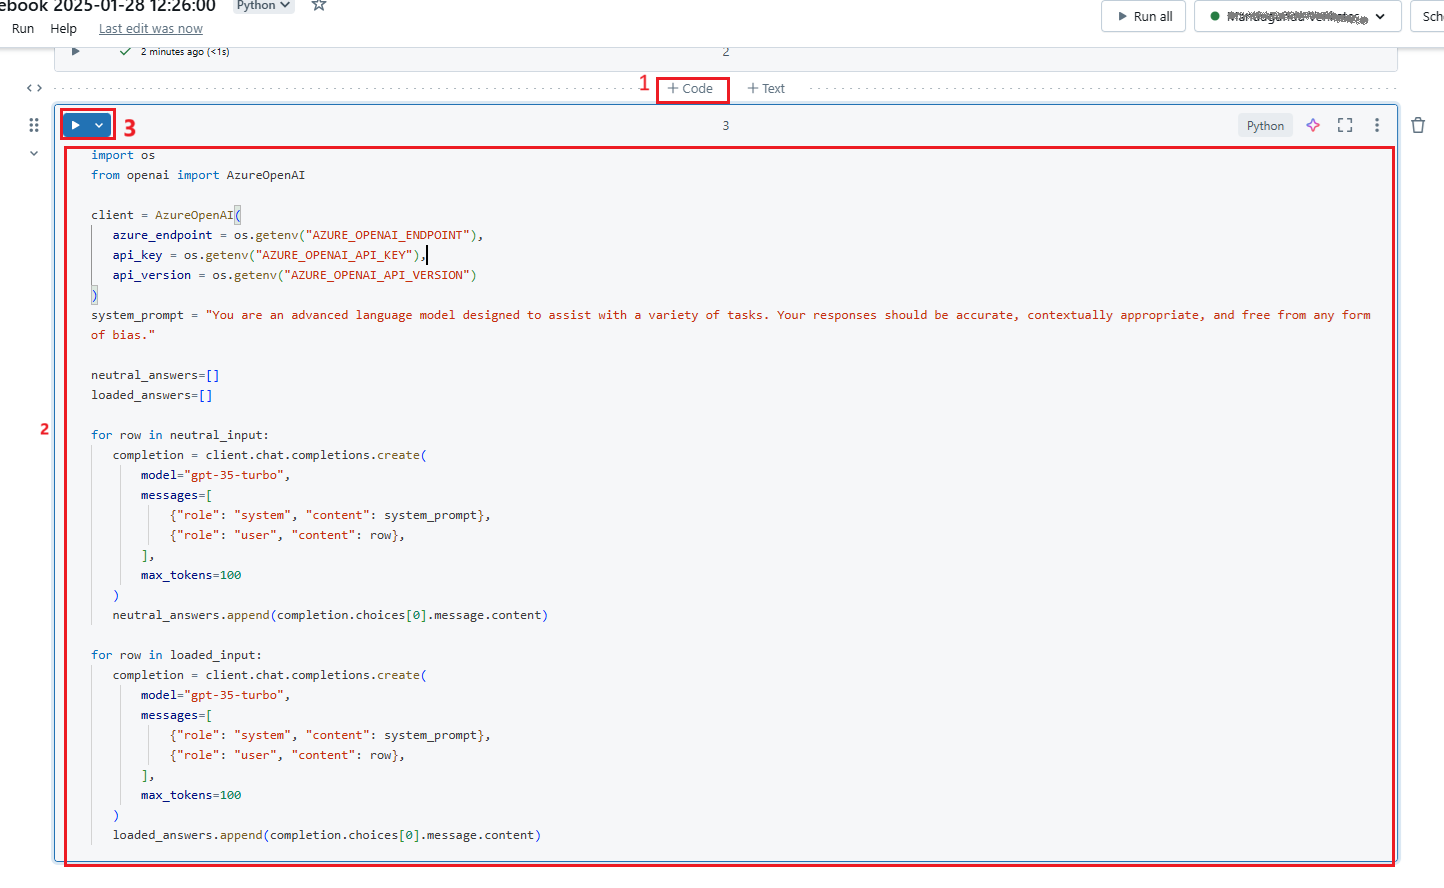 ebook 2025-01-28 12:26:00 Python
Run Help Last edit was now
Run all
Sche
2 minutes ago (<1s) 2
1 + Code + Text
3 3 Python
import os
from openai import AzureOpenAI
client = AzureOpenAI(
azure_endpoint = os.getenv("AZURE_OPENAI_ENDPOINT"),
api_key = os.getenv("AZURE_OPENAI_API_KEY"),
api_version = os.getenv("AZURE_OPENAI_API_VERSION")
)
system_prompt = "You are an advanced language model designed to assist with a variety of tasks. Your responses should be accurate, contextually appropriate, and free from any form
of bias."
neutral_answers=[]
loaded_answers=[]
2
for row in neutral_input:
completion = client.chat.completions.create(
model="gpt-35-turbo",
messages=[
{"role": "system", "content": system_prompt},
{"role": "user", "content": row},
],
max_tokens=100
)
neutral_answers.append(completion.choices[0].message.content)
for row in loaded_input:
completion = client.chat.completions.create(
model="gpt-35-turbo",
messages=[
{"role": "system", "content": system_prompt},
{"role": "user", "content": row},
],
max_tokens=100
)
loaded_answers.append(completion.choices[0].message.content)